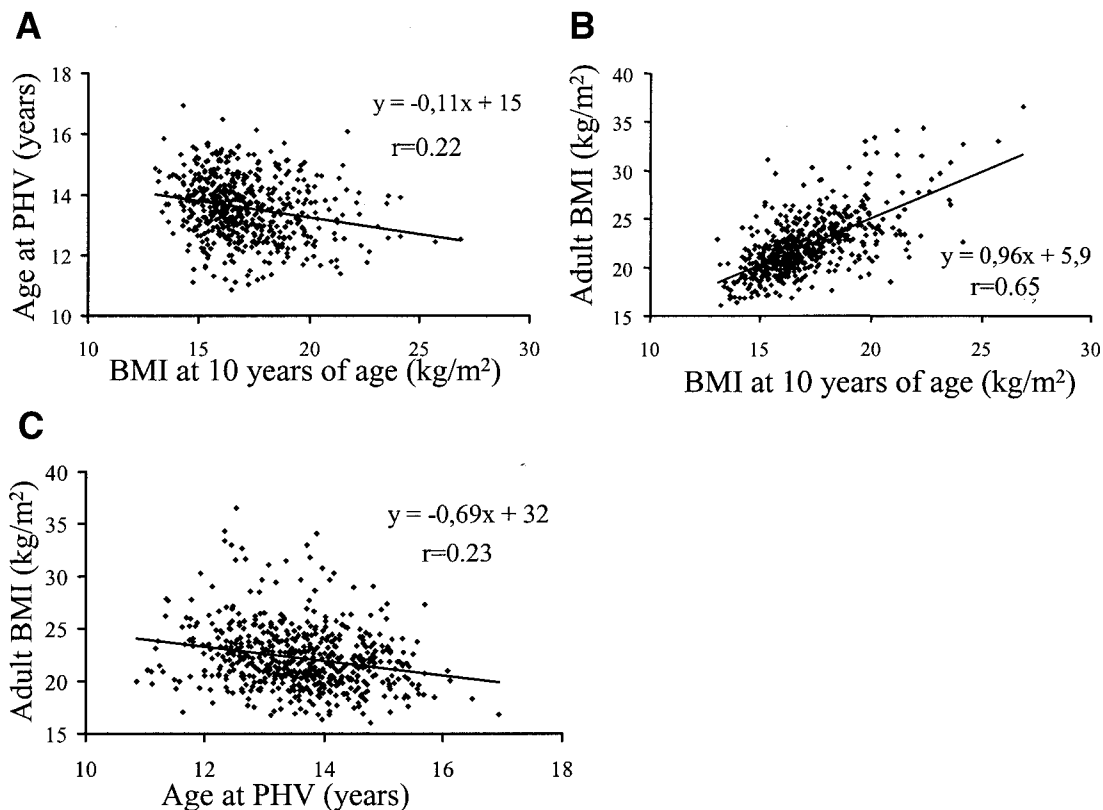 A
Age at PHV (years)
18
16
14
12
10
y = -0,11x + 15
r=0.22
10
15
20
25
30
BMI at 10 years of age (kg/m²)
B
Adult BMI (kg/m²)
40
35
30
25
20
15
y = 0,96x + 5,9
r=0.65
10
15
20
25
30
BMI at 10 years of age (kg/m²)
C
Adult BMI (kg/m²)
40
35
30
25
20
15
y = -0,69x + 32
r=0.23
10
12
14
16
18
Age at PHV (years)